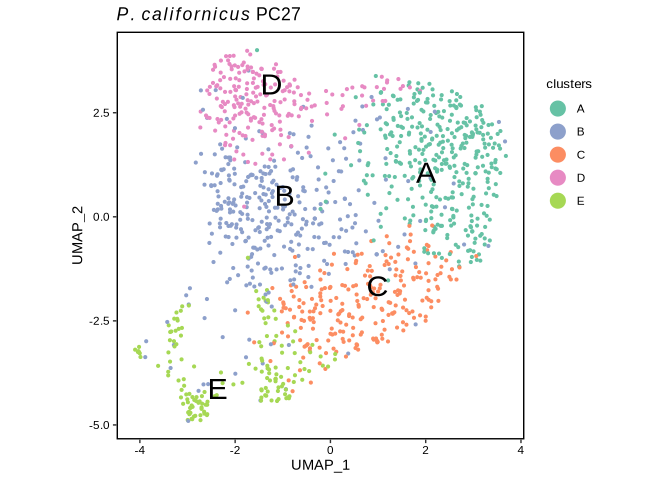 P. californicus PC27
clusters
A
B
C
D
E
D
A
B
C
E
2.5
0.0
-2.5
-5.0
UMAP_2
-4
-2
0
2
4
UMAP_1